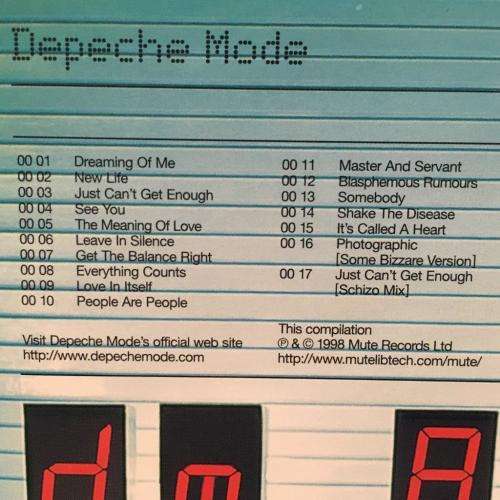 Depeche Mode
00 01 Dreaming Of Me
00 02 New Life
00 03 Just Can't Get Enough
00 04 See You
00 05 The Meaning Of Love
00 06 Leave In Silence
00 07 Get The Balance Right
00 08 Everything Counts
00 09 Love In Itself
00 10 People Are People
00 11 Master And Servant
00 12 Blasphemous Rumours
00 13 Somebody
00 14 Shake The Disease
00 15 It's Called A Heart
00 16 Photographic
[Some Bizzare Version]
00 17 Just Can't Get Enough
[Schizo Mix]
Visit Depeche Mode's official web site
http://www.depechemode.com
This compilation
℗ & © 1998 Mute Records Ltd
http://www.mutelibtech.com/mute/
dm 8